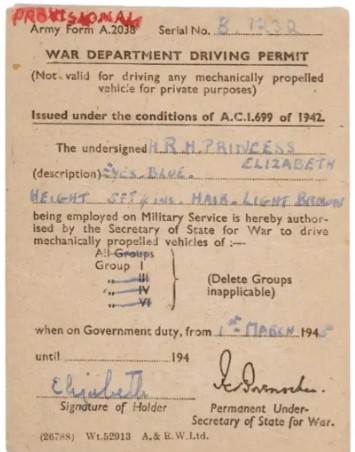 PROVISIONAL
Army Form A.2038 Serial No. B 1232
WAR DEPARTMENT DRIVING PERMIT
(Not valid for driving any mechanically propelled
vehicle for private purposes)
Issued under the conditions of A.C.I.699 of 1942.
The undersigned H.R.H. PRINCESS
ELIZABETH
(description) EYES. BLUE.
HEIGHT 5FT 4 INS. HAIR. LIGHT BROWN
being employed on Military Service is hereby author-
ised by the Secretary of State for War to drive
mechanically propelled vehicles of :—
All Groups
Group I
„ III
„ IV
„ VI
(Delete Groups
inapplicable)
when on Government duty, from 1st MARCH 1945
until 194
Elizabeth
Signature of Holder
Permanent Under-
Secretary of State for War.
(26788) Wt.52913 A.& E.W.Ltd.